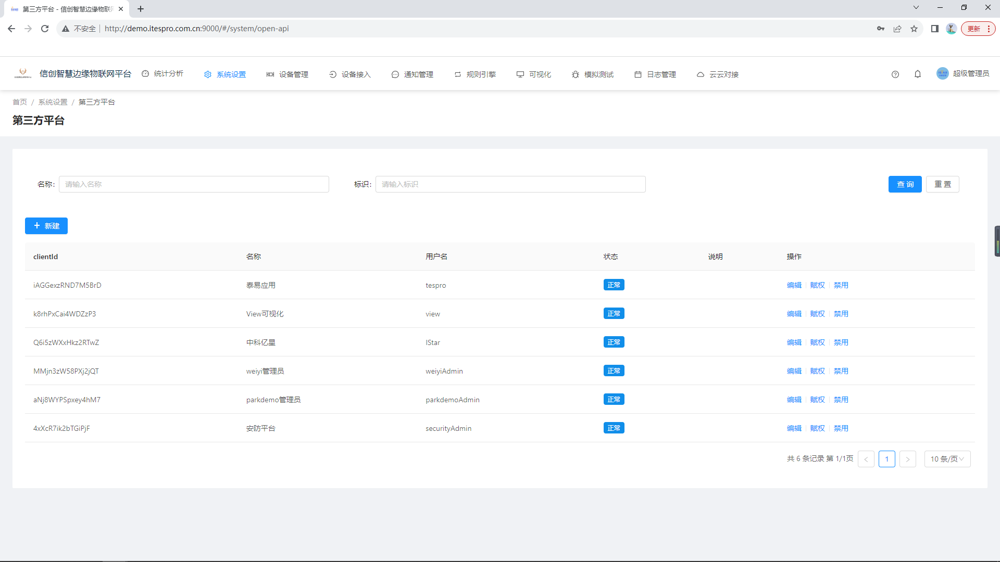 第三方平台 - 信创智慧边缘物联网
不安全 http://demo.itespro.com.cn:9000/#/system/open-api 更新
信创智慧边缘物联网平台 统计分析 系统设置 设备管理 设备接入 通知管理 规则引擎 可视化 模拟测试 日志管理 云云对接 超级管理员
首页 / 系统设置 / 第三方平台
第三方平台
名称: 请输入名称 标识: 请输入标识 查 询 重 置
新建
clientId 名称 用户名 状态 说明 操作
iAGGexzRND7M5BrD 泰易应用 tespro 正常 编辑 赋权 禁用
k8rhPxCai4WDZzP3 View可视化 view 正常 编辑 赋权 禁用
Q6i5zWXxHkz2RTwZ 中科亿星 IStar 正常 编辑 赋权 禁用
MMjn3zW58PXj2jQT weiyi管理员 weiyiAdmin 正常 编辑 赋权 禁用
aNj8WYPSpxey4hM7 parkdemo管理员 parkdemoAdmin 正常 编辑 赋权 禁用
4xXcR7ik2bTGiPjF 安防平台 securityAdmin 正常 编辑 赋权 禁用
共 6 条记录 第 1/1页 < 1 > 10 条/页